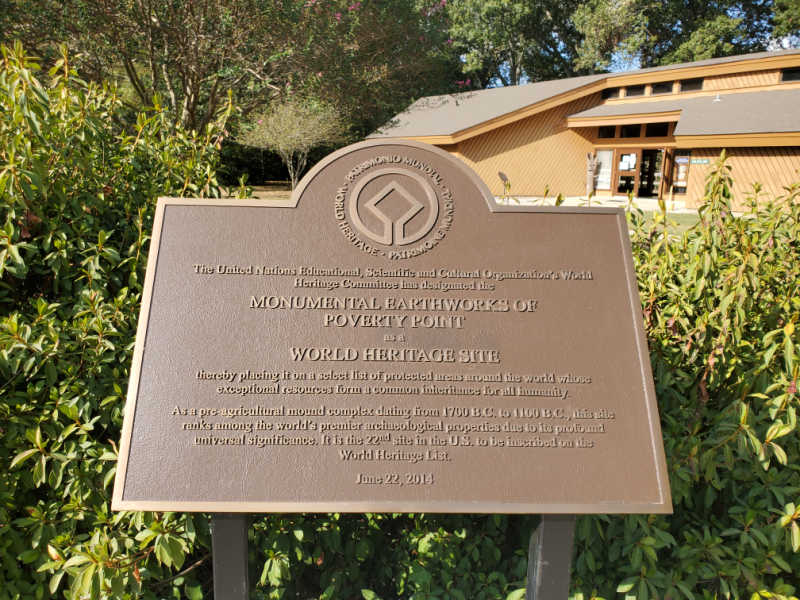 WORLD HERITAGE • PATRIMONIO MUNDIAL • PATRIMOINE MONDIAL •
The United Nations Educational, Scientific and Cultural Organization's World
Heritage Committee has designated the
MONUMENTAL EARTHWORKS OF
POVERTY POINT
as a
WORLD HERITAGE SITE
thereby placing it on a select list of protected areas around the world whose
exceptional resources form a common inheritance for all humanity.
As a pre-agricultural mound complex dating from 1700 B.C. to 1100 B.C., this site
ranks among the world's premier archaeological properties due to its profound
universal significance. It is the 22nd site in the U.S. to be inscribed on the
World Heritage List.
June 22, 2014